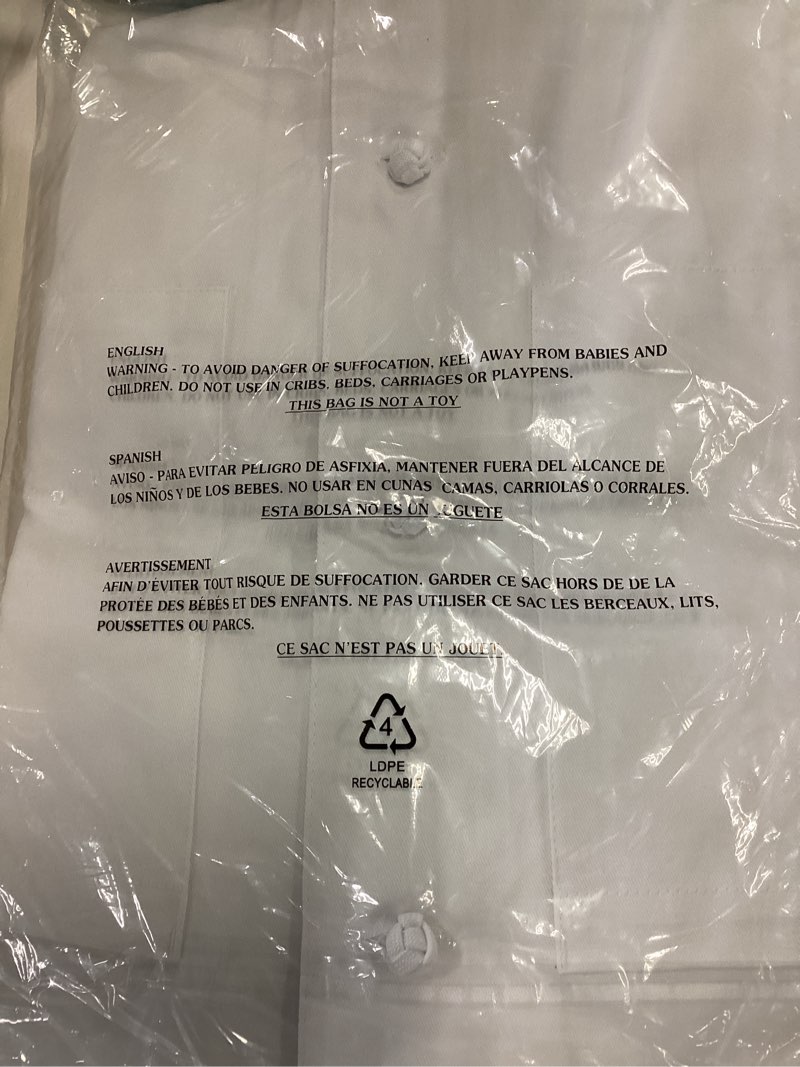 ENGLISH
WARNING - TO AVOID DANGER OF SUFFOCATION, KEEP AWAY FROM BABIES AND
CHILDREN. DO NOT USE IN CRIBS. BEDS. CARRIAGES OR PLAYPENS.
THIS BAG IS NOT A TOY
SPANISH
AVISO - PARA EVITAR PELIGRO DE ASFIXIA, MANTENER FUERA DEL ALCANCE DE
LOS NIÑOS Y DE LOS BEBES. NO USAR EN CUNAS CAMAS, CARRIOLAS O CORRALES.
ESTA BOLSA NO ES UN JUGUETE
AVERTISSEMENT
AFIN D'ÉVITER TOUT RISQUE DE SUFFOCATION. GARDER CE SAC HORS DE DE LA
PROTÉE DES BÉBÉS ET DES ENFANTS. NE PAS UTILISER CE SAC LES BERCEAUX, LITS,
POUSSETTES OU PARCS.
CE SAC N'EST PAS UN JOUET
4
LDPE
RECYCLABLE